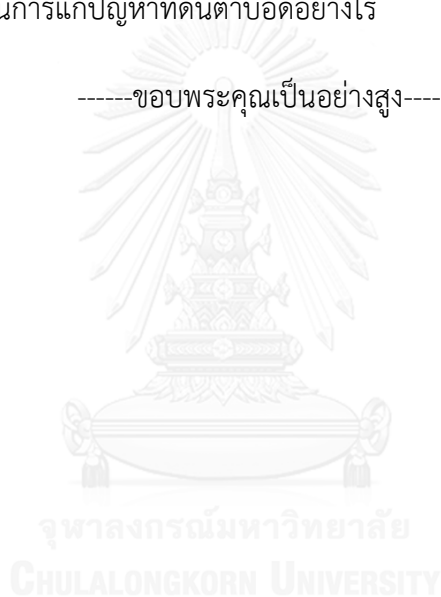 นการแก้ปัญหาที่ดินตาบอดอย่างไร
------ขอบพระคุณเป็นอย่างสูง----
จุฬาลงกรณ์มหาวิทยาลัย
CHULALONGKORN UNIVERSITY